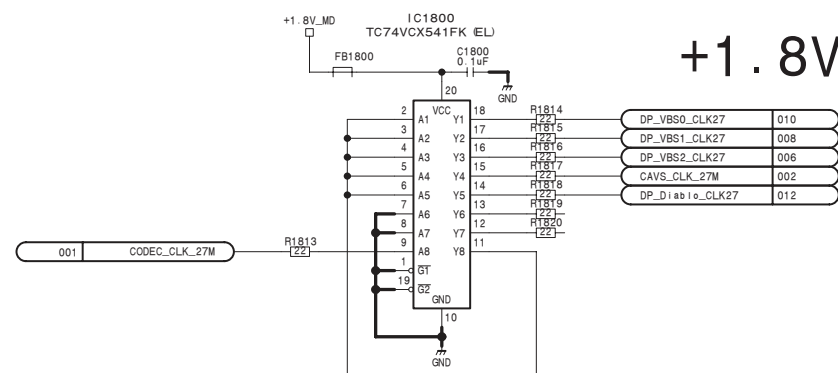 IC1800
TC74VCX541FK (EL)
+1.8V_MD
FB1800
C1800
0.1uF
+1.8V
GND
20
VCC
2 A1 Y1 18 R1814 22 DP_VBS0_CLK27 010
3 A2 Y2 17 R1815 22 DP_VBS1_CLK27 008
4 A3 Y3 16 R1816 22 DP_VBS2_CLK27 006
5 A4 Y4 15 R1817 22 CAVS_CLK_27M 002
6 A5 Y5 14 R1818 22 DP_Diablo_CLK27 012
7 A6 Y6 13 R1819 22
8 A7 Y7 12 R1820 22
001 CODEC_CLK_27M R1813 22 9 A8 Y8 11
1 G1
19 G2
GND
10
GND